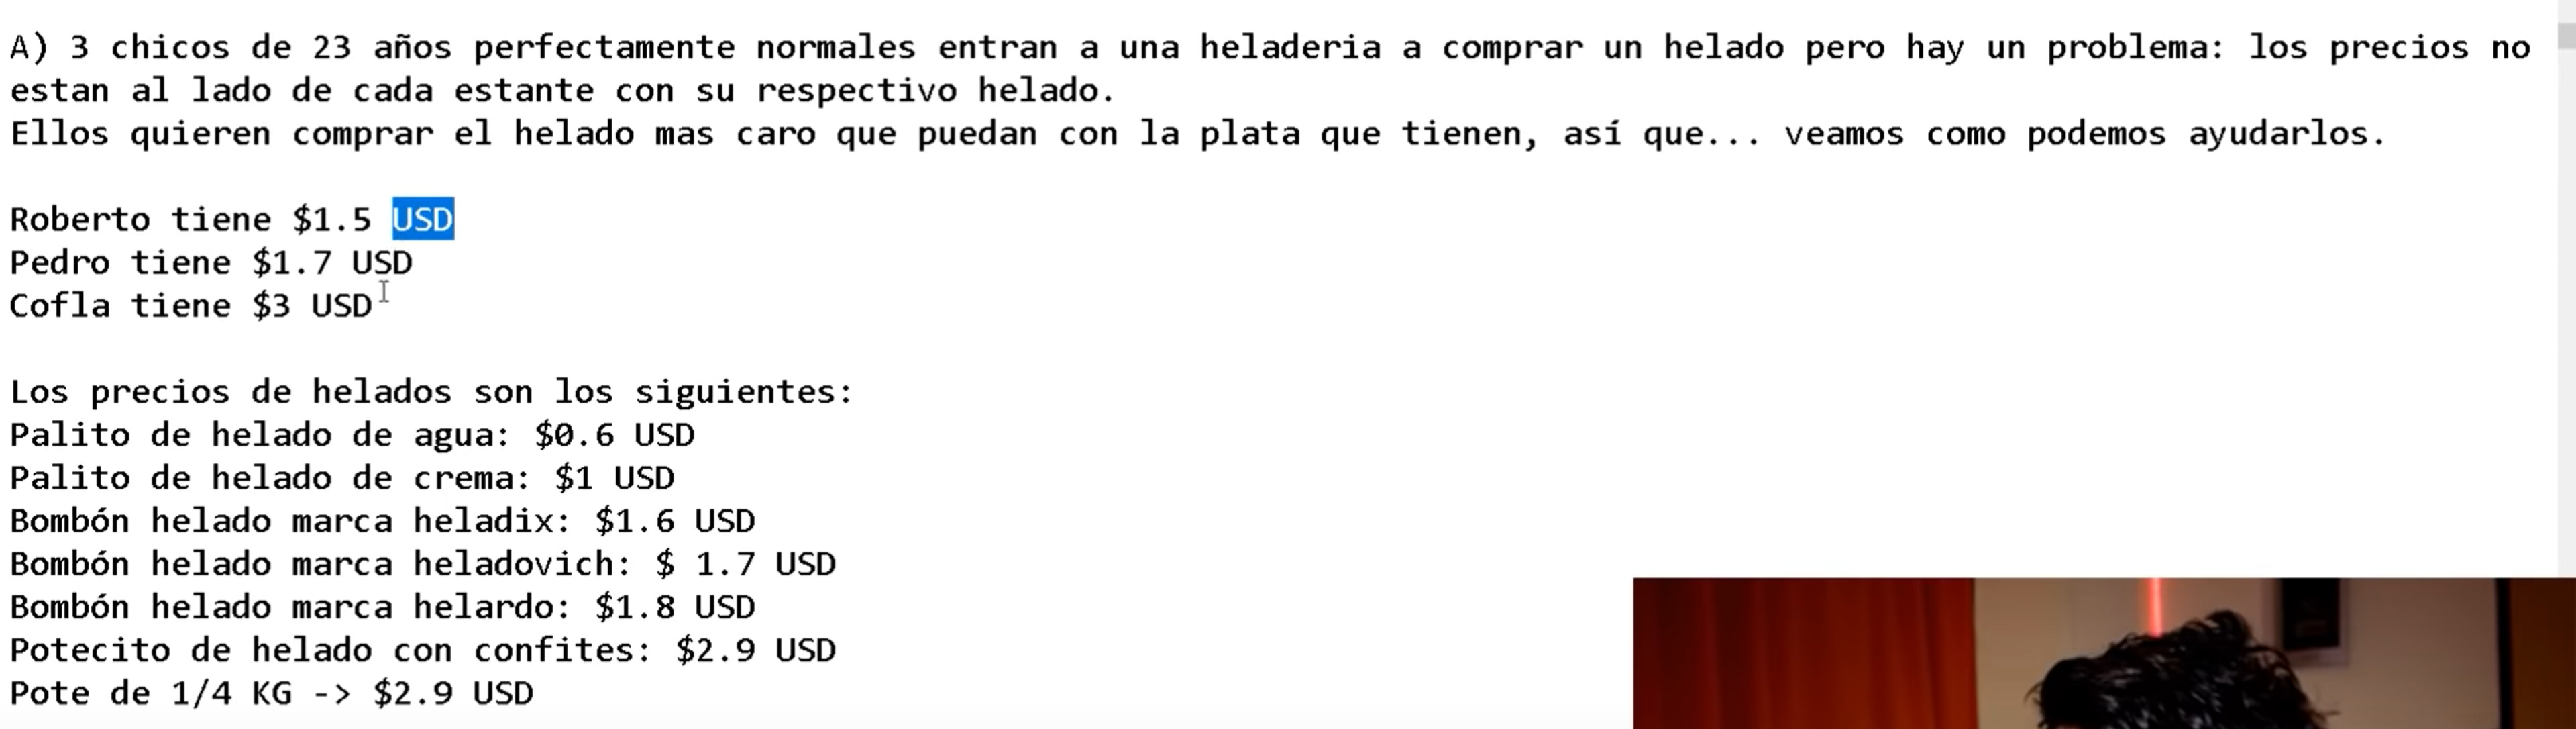 A) 3 chicos de 23 años perfectamente normales entran a una heladeria a comprar un helado pero hay un problema: los precios no
estan al lado de cada estante con su respectivo helado.
Ellos quieren comprar el helado mas caro que puedan con la plata que tienen, así que... veamos como podemos ayudarlos.
Roberto tiene $1.5 USD
Pedro tiene $1.7 USD
Cofla tiene $3 USD
Los precios de helados son los siguientes:
Palito de helado de agua: $0.6 USD
Palito de helado de crema: $1 USD
Bombón helado marca heladix: $1.6 USD
Bombón helado marca heladovich: $ 1.7 USD
Bombón helado marca helardo: $1.8 USD
Potecito de helado con confites: $2.9 USD
Pote de 1/4 KG -> $2.9 USD